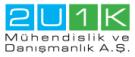 2U1K
Mühendislik ve
Danışmanlık A.Ş.